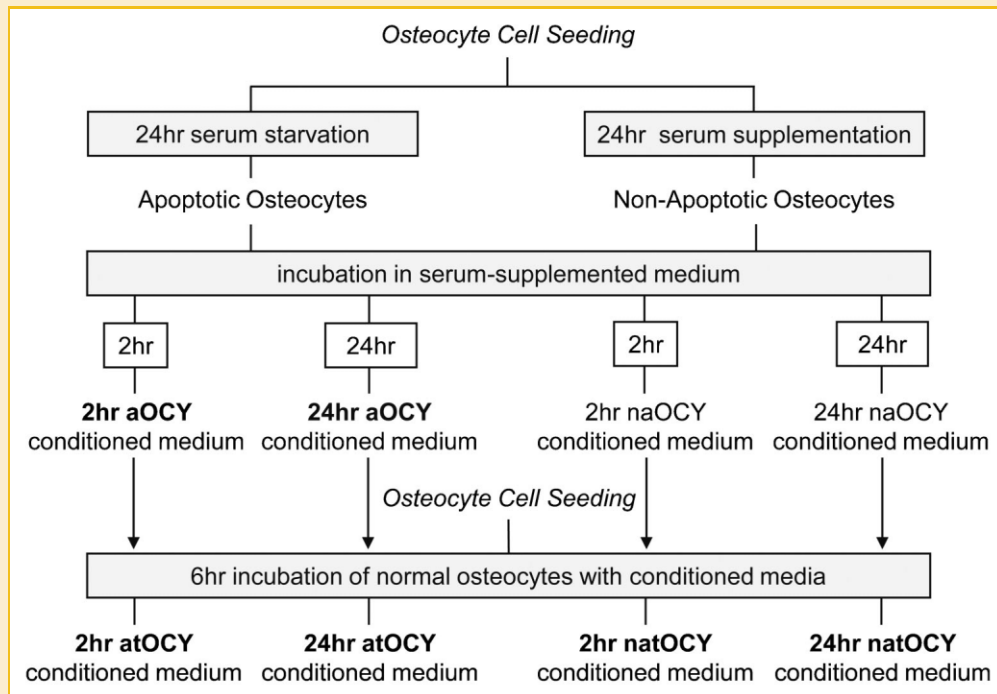 Osteocyte Cell Seeding
24hr serum starvation
24hr serum supplementation
Apoptotic Osteocytes
Non-Apoptotic Osteocytes
incubation in serum-supplemented medium
2hr
24hr
2hr
24hr
2hr aOCY
conditioned medium
24hr aOCY
conditioned medium
2hr naOCY
conditioned medium
24hr naOCY
conditioned medium
Osteocyte Cell Seeding
6hr incubation of normal osteocytes with conditioned media
2hr atOCY
conditioned medium
24hr atOCY
conditioned medium
2hr natOCY
conditioned medium
24hr natOCY
conditioned medium